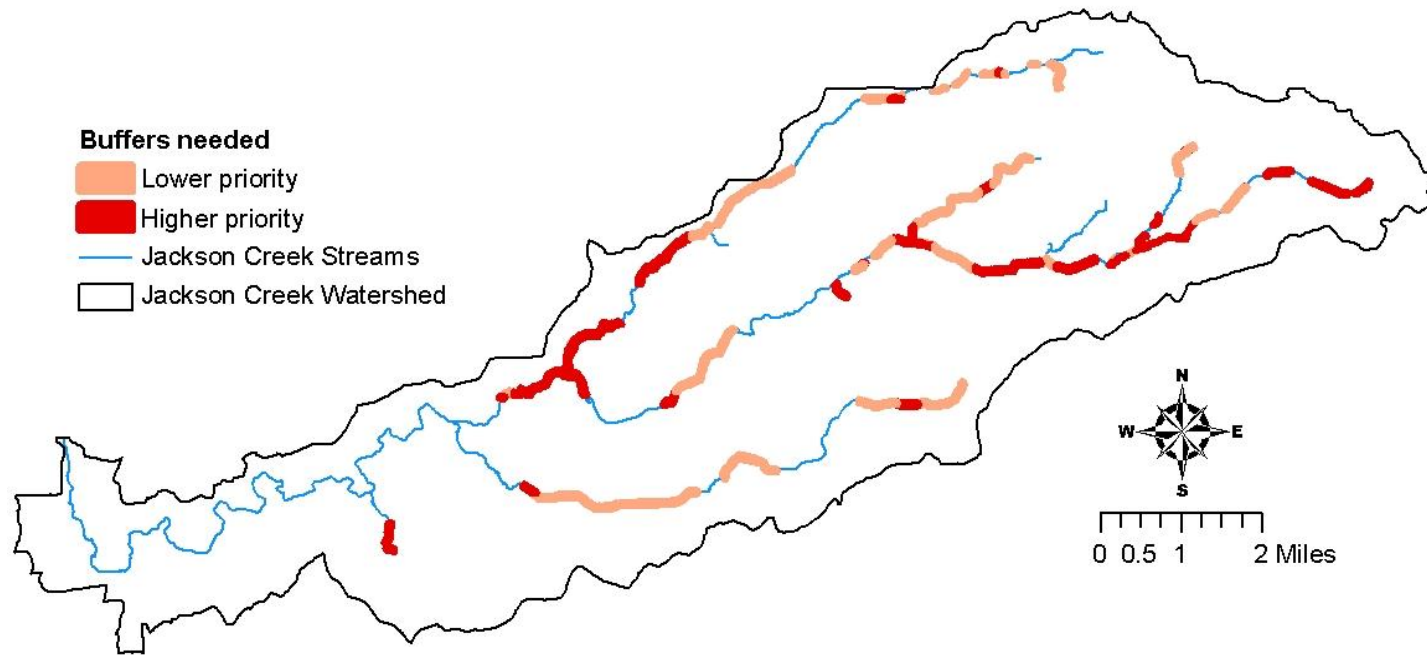 Buffers needed
Lower priority
Higher priority
Jackson Creek Streams
Jackson Creek Watershed
N
W E
S
0 0.5 1 2 Miles